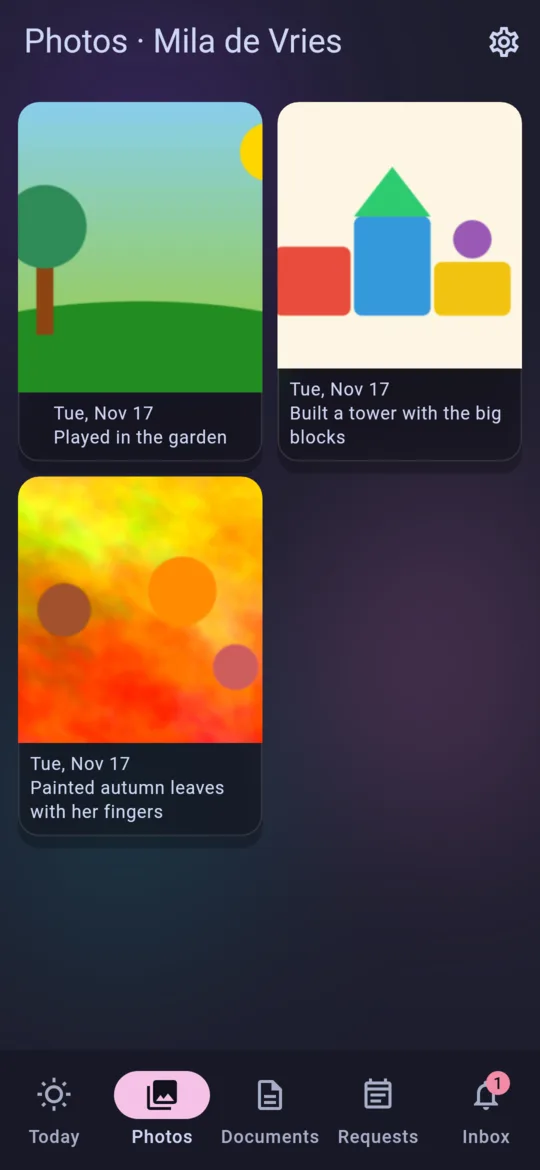 Photos · Mila de Vries
Tue, Nov 17
Played in the garden
Tue, Nov 17
Built a tower with the big
blocks
Tue, Nov 17
Painted autumn leaves
with her fingers
1
Today
Photos
Documents
Requests
Inbox